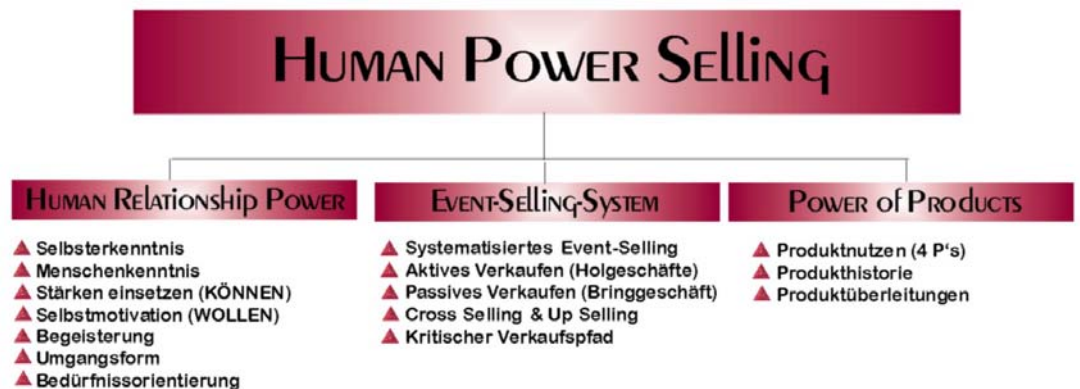 Human Power Selling
Human Relationship Power
Selbsterkenntnis
Menschenkenntnis
Stärken einsetzen (KÖNNEN)
Selbstmotivation (WOLLEN)
Begeisterung
Umgangsform
Bedürfnissorientierung
Event-Selling-System
Systematisiertes Event-Selling
Aktives Verkaufen (Holgeschäfte)
Passives Verkaufen (Bringgeschäft)
Cross Selling & Up Selling
Kritischer Verkaufspfad
Power of Products
Produktnutzen (4 P's)
Produkthistorie
Produktüberleitungen